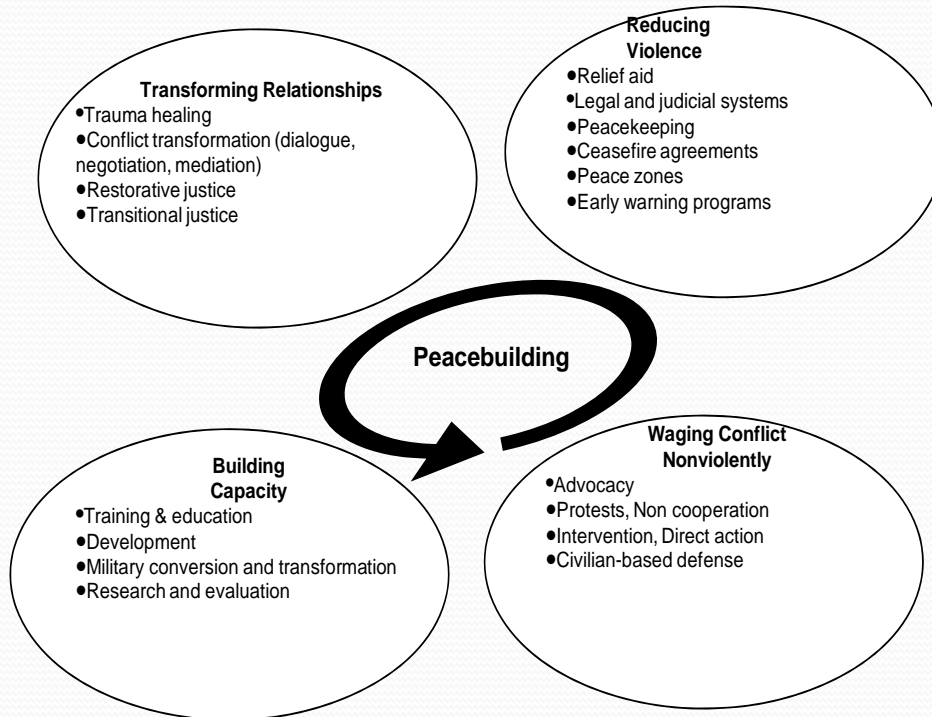 Transforming Relationships
•Trauma healing
•Conflict transformation (dialogue,
negotiation, mediation)
•Restorative justice
•Transitional justice
Reducing
Violence
•Relief aid
•Legal and judicial systems
•Peacekeeping
•Ceasefire agreements
•Peace zones
•Early warning programs
Peacebuilding
Building
Capacity
•Training & education
•Development
•Military conversion and transformation
•Research and evaluation
Waging Conflict
Nonviolently
•Advocacy
•Protests, Non cooperation
•Intervention, Direct action
•Civilian-based defense